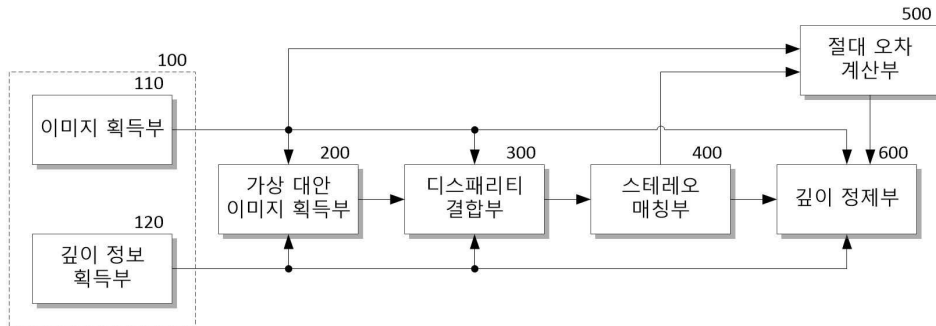 500
절대 오차
계산부
100
110
이미지 획득부
200
가상 대안
이미지 획득부
300
디스패리티
결합부
400
스테레오
매칭부
600
깊이 정제부
120
깊이 정보
획득부